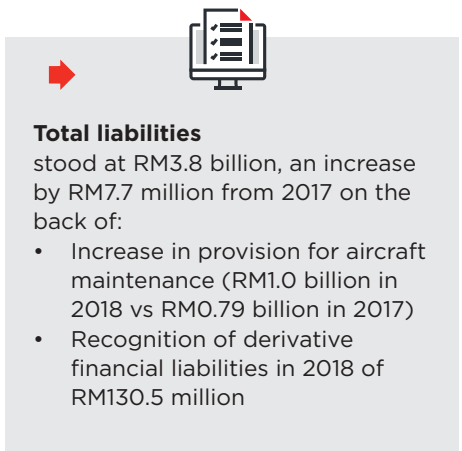 Total liabilities
stood at RM3.8 billion, an increase
by RM7.7 million from 2017 on the
back of:
• Increase in provision for aircraft
maintenance (RM1.0 billion in
2018 vs RM0.79 billion in 2017)
• Recognition of derivative
financial liabilities in 2018 of
RM130.5 million